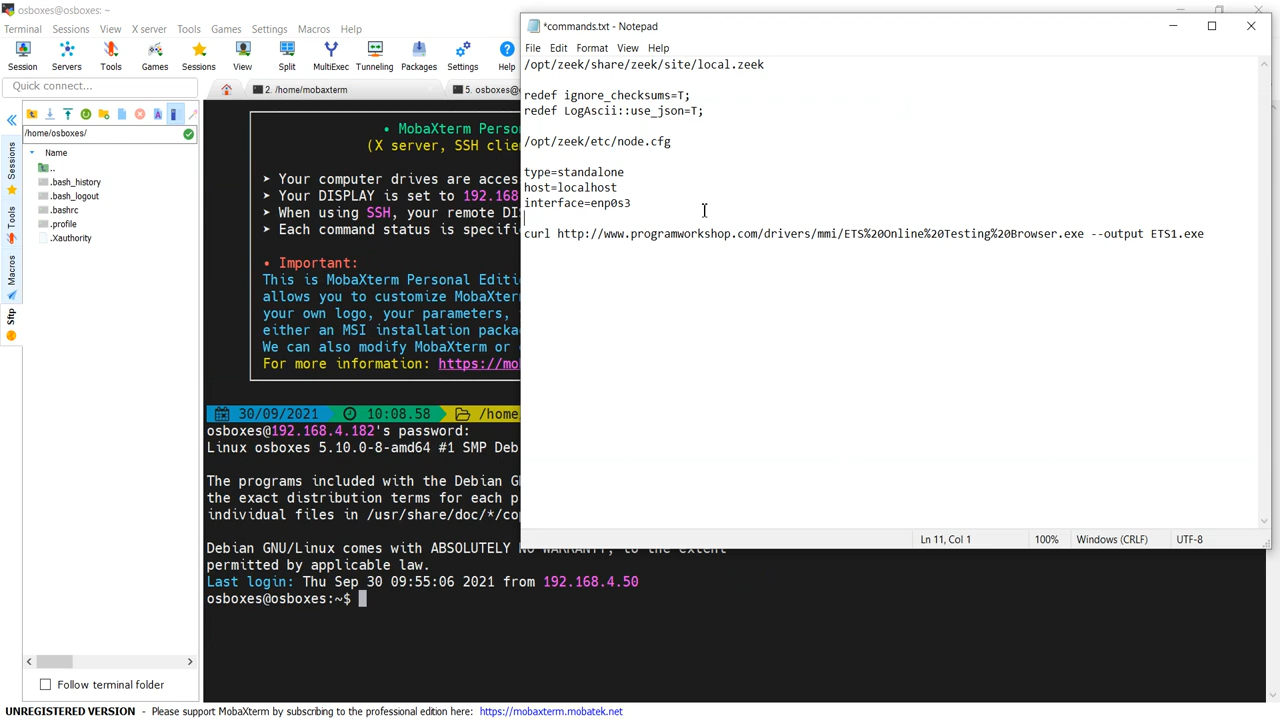 osboxes@osboxes: ~
Terminal Sessions View X server Tools Games Settings Macros Help
Session Servers Tools Games Sessions View Split MultiExec Tunneling Packages Settings Help
Quick connect...
2. /home/mobaxterm
5. osboxes@
/home/osboxes/
Name
..
.bash_history
.bash_logout
.bashrc
.profile
.Xauthority
Sessions
Tools
Macros
Sftp
Follow terminal folder
• MobaXterm Perso
(X server, SSH clie
➤ Your computer drives are acces
➤ Your DISPLAY is set to 192.168
➤ When using SSH, your remote DI
➤ Each command status is specifi
• Important:
This is MobaXterm Personal Editi
allows you to customize MobaXter
your own logo, your parameters,
either an MSI installation packa
We can also modify MobaXterm or
For more information: https://mo
30/09/2021 10:08.58 /home
osboxes@192.168.4.182's password:
Linux osboxes 5.10.0-8-amd64 #1 SMP Deb
The programs included with the Debian G
the exact distribution terms for each p
individual files in /usr/share/doc/*/co
Debian GNU/Linux comes with ABSOLUTELY NO WARRANTY, to the extent
permitted by applicable law.
Last login: Thu Sep 30 09:55:06 2021 from 192.168.4.50
osboxes@osboxes:~$
*commands.txt - Notepad
File Edit Format View Help
/opt/zeek/share/zeek/site/local.zeek
redef ignore_checksums=T;
redef LogAscii::use_json=T;
/opt/zeek/etc/node.cfg
type=standalone
host=localhost
interface=enp0s3
curl http://www.programworkshop.com/drivers/mmi/ETS%20Online%20Testing%20Browser.exe --output ETS1.exe
Ln 11, Col 1 100% Windows (CRLF) UTF-8
UNREGISTERED VERSION - Please support MobaXterm by subscribing to the professional edition here: https://mobaxterm.mobatek.net